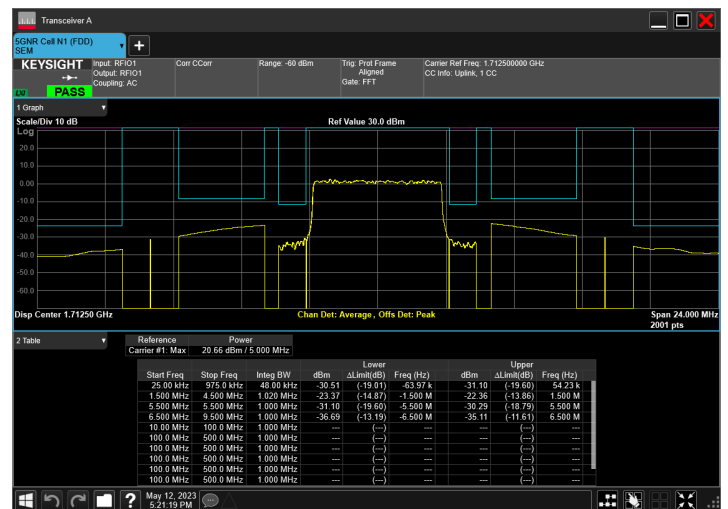 Transceiver A
5GNR Cell N1 (FDD)
SEM
KEYSIGHT
LXI
PASS
Input: RFIO1
Output: RFIO1
Coupling: AC
Corr CCorr
Range: -60 dBm
Trig: Prot Frame
Aligned
Gate: FFT
Carrier Ref Freq: 1.712500000 GHz
CC Info: Uplink, 1 CC
1 Graph
Scale/Div 10 dB
Ref Value 30.0 dBm
Log
20.0
10.0
0.00
-10.0
-20.0
-30.0
-40.0
-50.0
-60.0
Disp Center 1.71250 GHz
Chan Det: Average, Offs Det: Peak
Span 24.000 MHz
2001 pts
2 Table
Reference Power
Carrier #1: Max 20.66 dBm / 5.000 MHz
Lower Upper
Start Freq Stop Freq Integ BW dBm ΔLimit(dB) Freq (Hz) dBm ΔLimit(dB) Freq (Hz)
25.00 kHz 975.0 kHz 48.00 kHz -30.51 (-19.01) -63.97 k -31.10 (-19.60) 54.23 k
1.500 MHz 4.500 MHz 1.020 MHz -23.37 (-14.87) -1.500 M -22.36 (-13.86) 1.500 M
5.500 MHz 5.500 MHz 1.000 MHz -31.10 (-19.60) -5.500 M -30.29 (-18.79) 5.500 M
6.500 MHz 9.500 MHz 1.000 MHz -36.69 (-13.19) -6.500 M -35.11 (-11.61) 6.500 M
10.00 MHz 100.0 MHz 1.000 MHz --- (---) --- --- (---) ---
100.0 MHz 500.0 MHz 1.000 MHz --- (---) --- --- (---) ---
100.0 MHz 500.0 MHz 1.000 MHz --- (---) --- --- (---) ---
100.0 MHz 500.0 MHz 1.000 MHz --- (---) --- --- (---) ---
100.0 MHz 500.0 MHz 1.000 MHz --- (---) --- --- (---) ---
100.0 MHz 500.0 MHz 1.000 MHz --- (---) --- --- (---) ---
?
May 12, 2023
5:21:19 PM